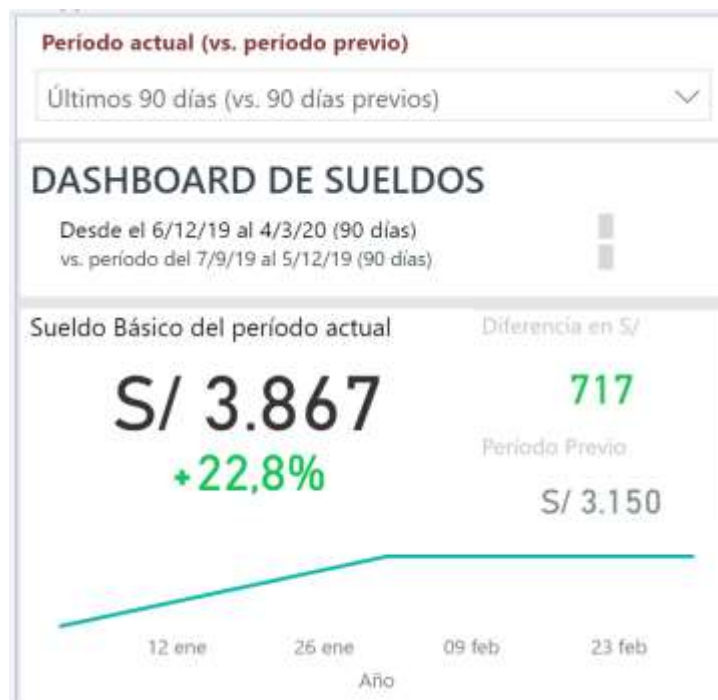 Período actual (vs. período previo)
Últimos 90 días (vs. 90 días previos)
DASHBOARD DE SUELDOS
Desde el 6/12/19 al 4/3/20 (90 días)
vs. período del 7/9/19 al 5/12/19 (90 días)
Sueldo Básico del período actual
Diferencia en S/
S/ 3.867
717
+22,8%
Período Previo
S/ 3.150
12 ene 26 ene 09 feb 23 feb
Año